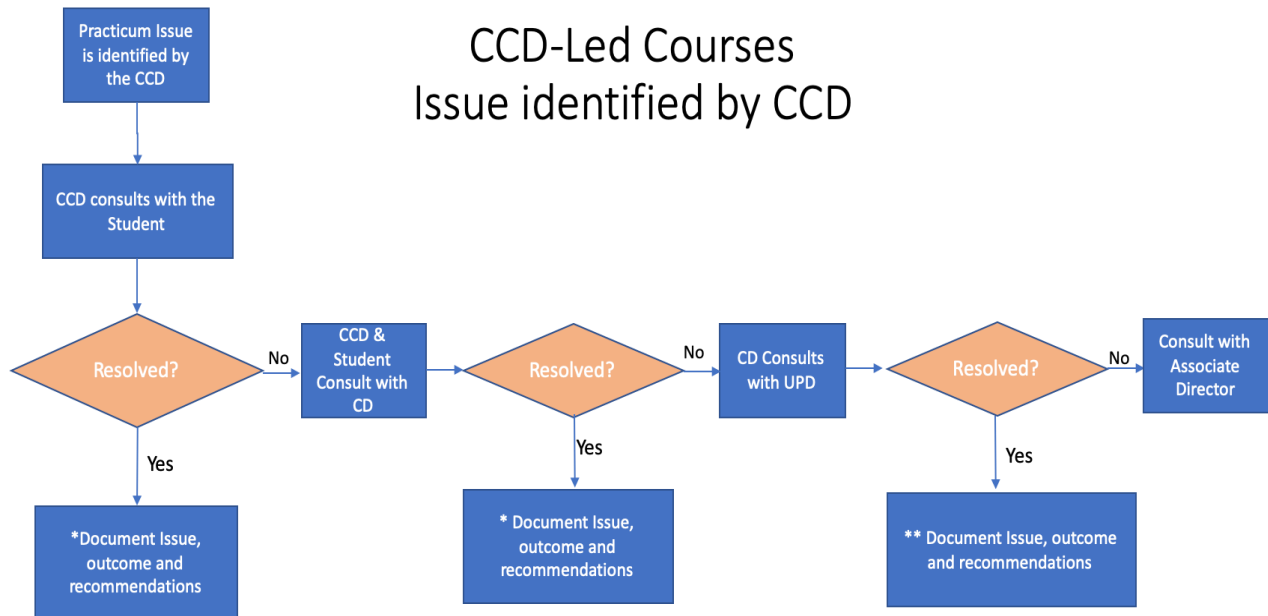 CCD-Led Courses
Issue identified by CCD
Practicum Issue
is identified by
the CCD
CCD consults with the
Student
Resolved?
No
CCD &
Student
Consult with
CD
Resolved?
No
CD Consults
with UPD
Resolved?
No
Consult with
Associate
Director
Yes
Yes
Yes
*Document Issue,
outcome and
recommendations
* Document Issue,
outcome and
recommendations
** Document Issue, outcome
and recommendations